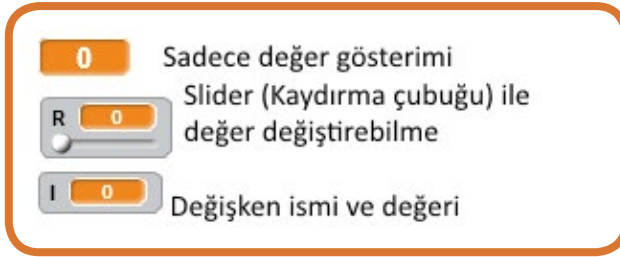 0 Sadece değer gösterimi
Slider (Kaydırma çubuğu) ile
R 0 değer değiştirebilme
I 0 Değişken ismi ve değeri